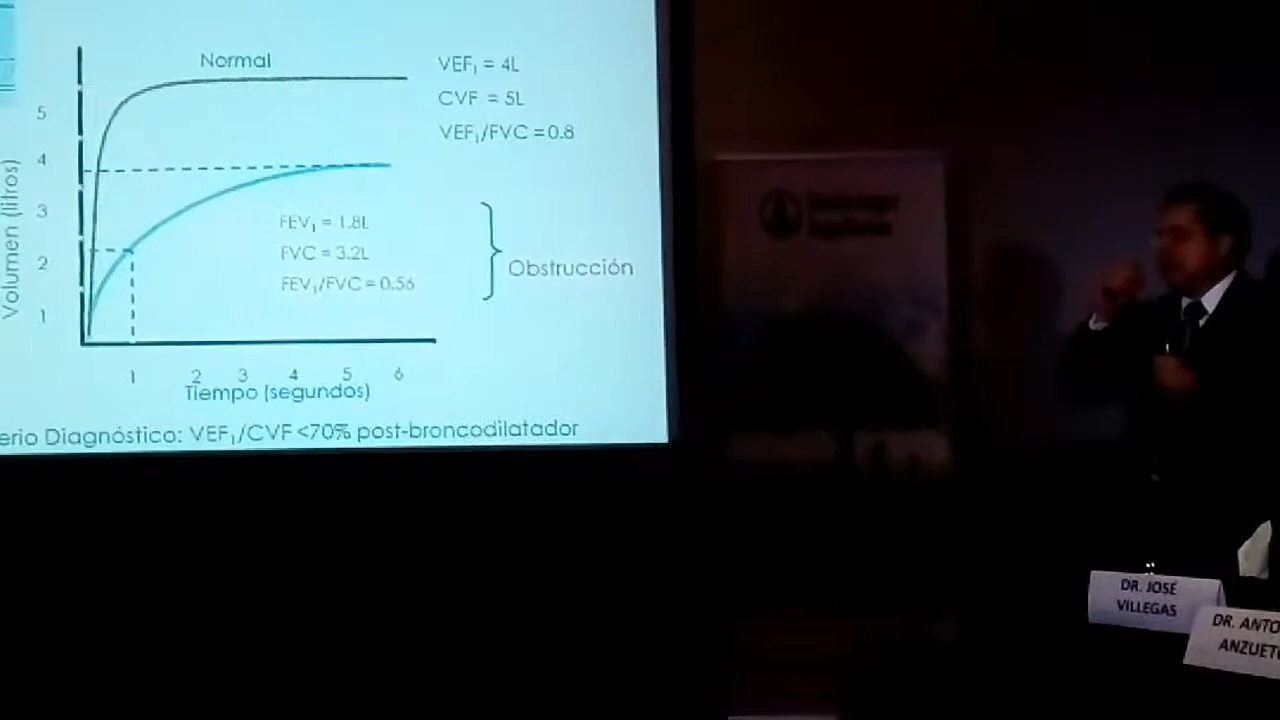 Normal
VEF₁ = 4L
CVF = 5L
VEF₁/FVC = 0.8
5
4
3
2
1
Volumen (litros)
FEV₁ = 1.8L
FVC = 3.2L
FEV₁/FVC = 0.56
Obstrucción
1 2 3 4 5 6
Tiempo (segundos)
erio Diagnóstico: VEF₁/CVF <70% post-broncodilatador
Boehringer
Ingelheim
DR. JOSÉ
VILLEGAS
DR. ANTO
ANZUET